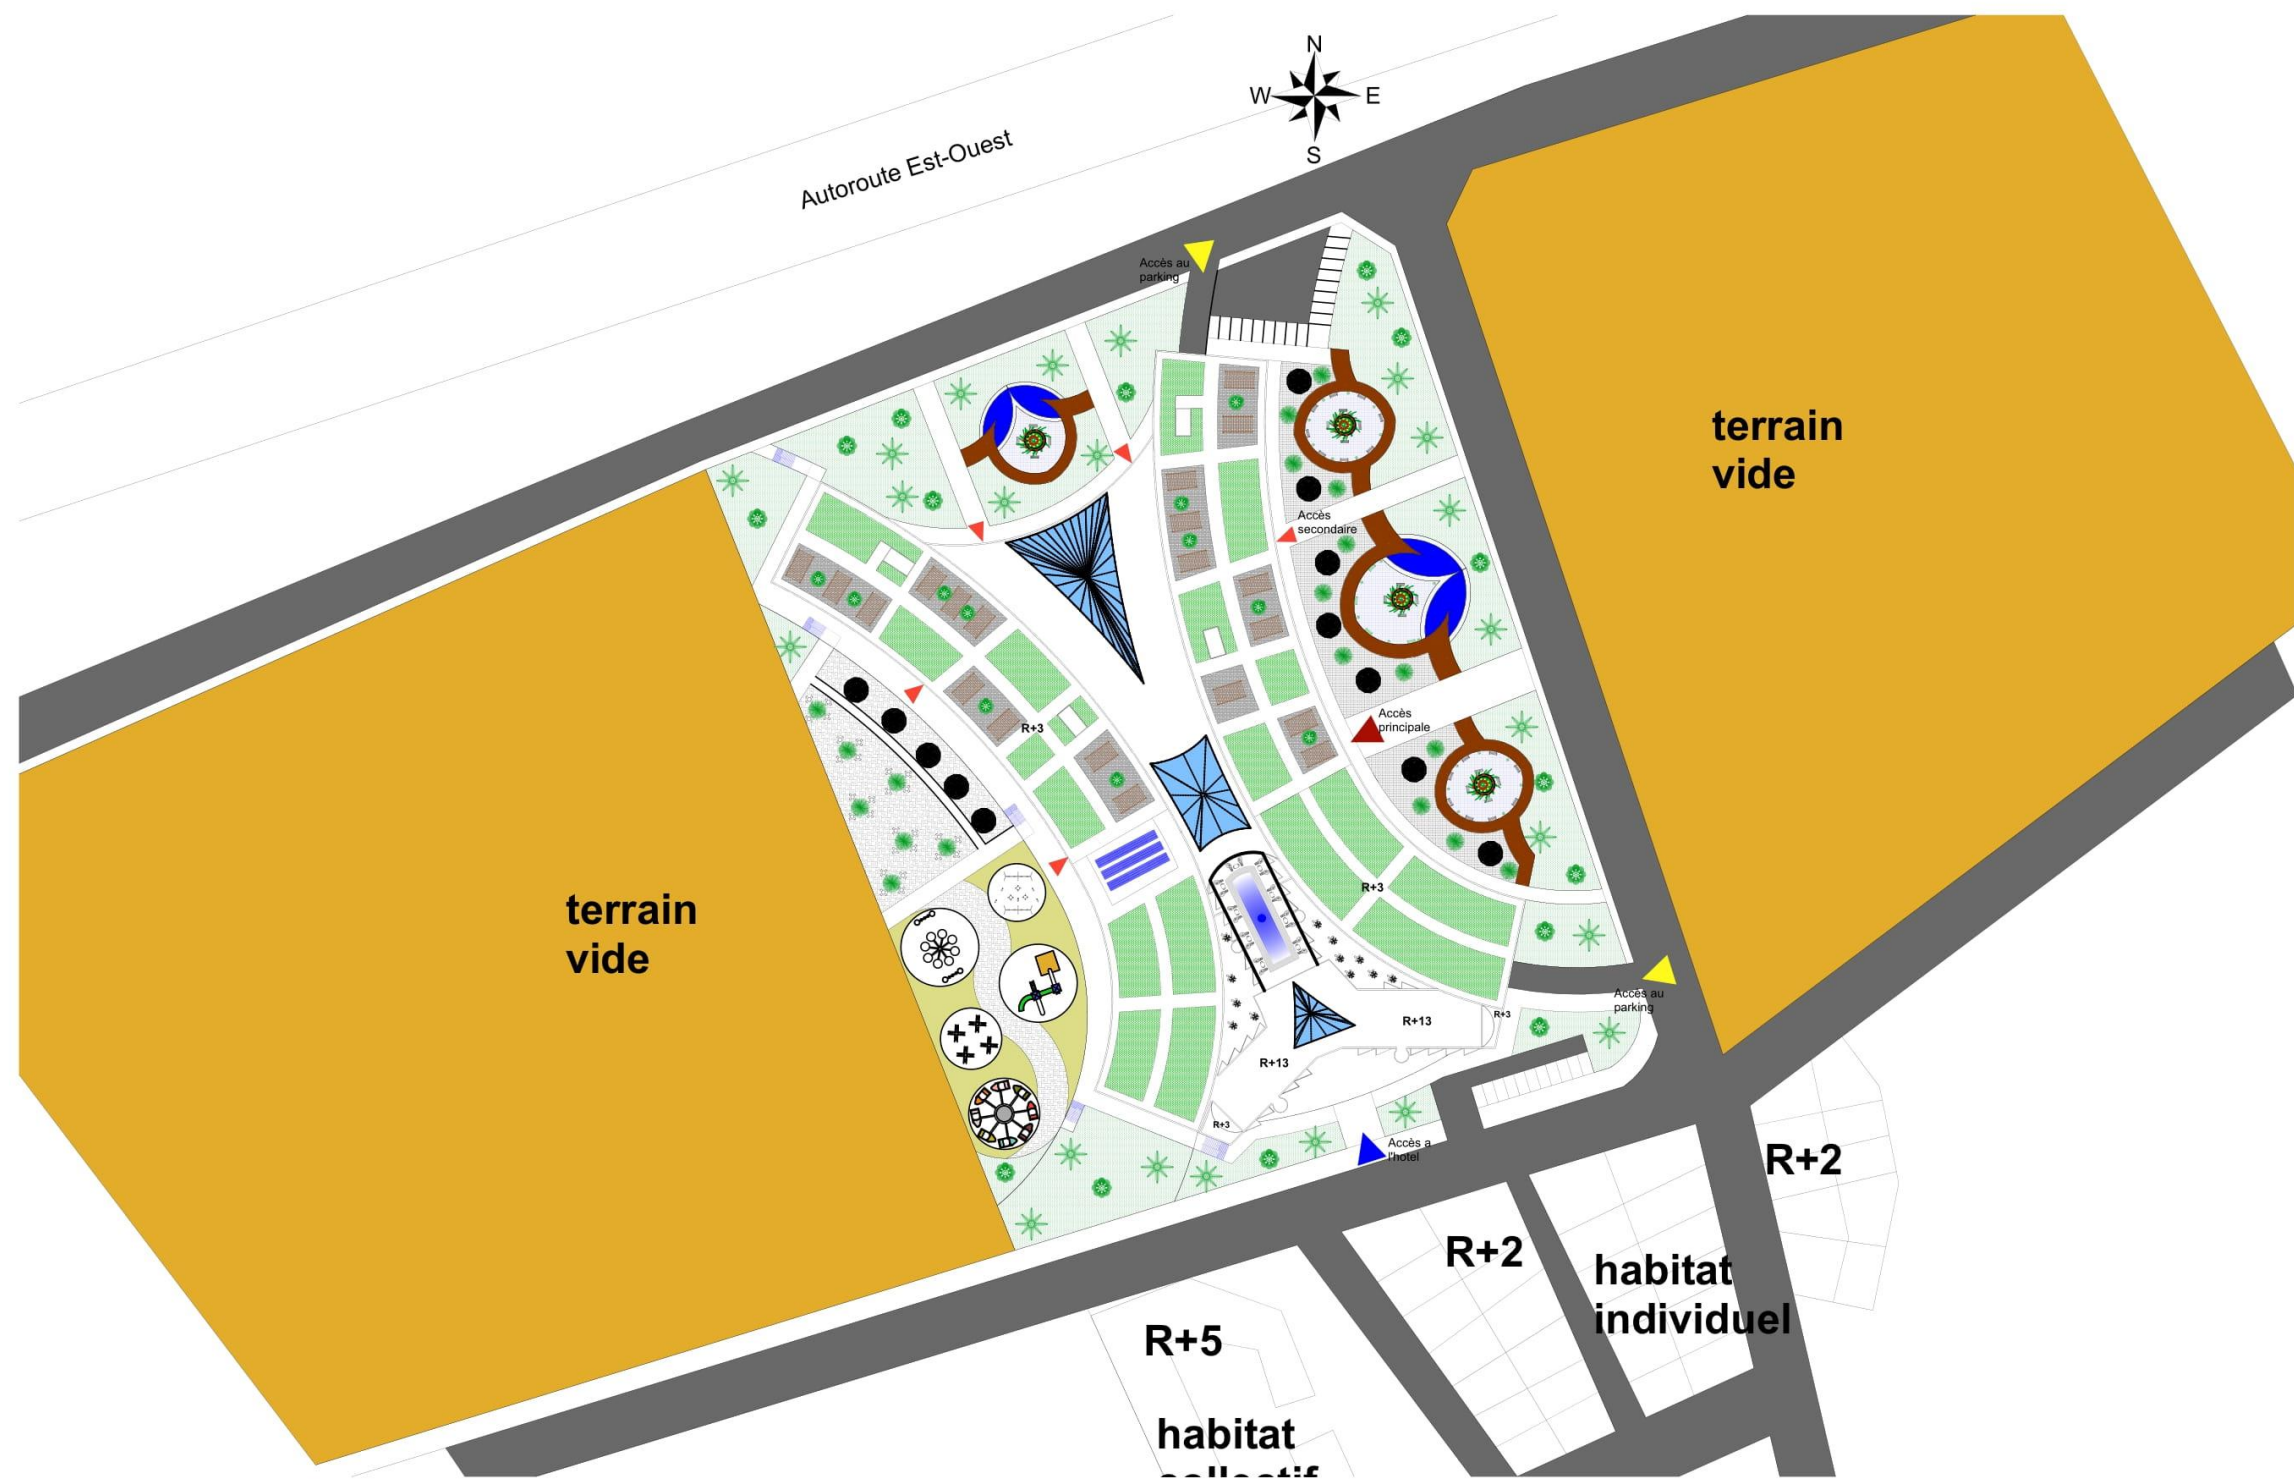 N
W
E
S
Autoroute Est-Ouest
Accès au
parking
terrain
vide
Accès
secondaire
Accès
principale
R+3
R+3
terrain
vide
Accès au
parking
R+13
R+3
R+13
R+3
Accès a
l'hotel
R+2
R+2
habitat
individuel
R+5
habitat
collectif